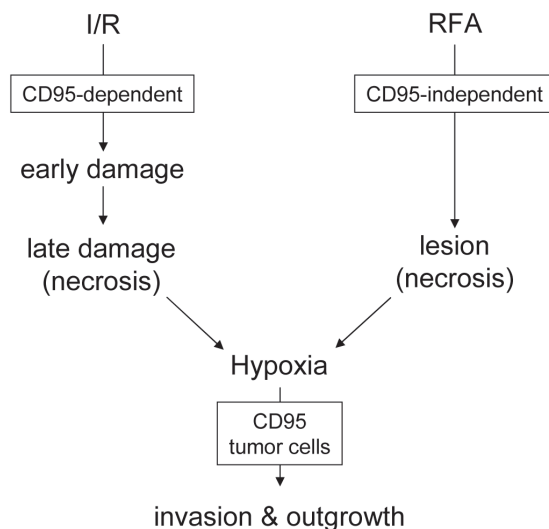 I/R
RFA
CD95-dependent
CD95-independent
early damage
late damage
(necrosis)
lesion
(necrosis)
Hypoxia
CD95
tumor cells
invasion & outgrowth